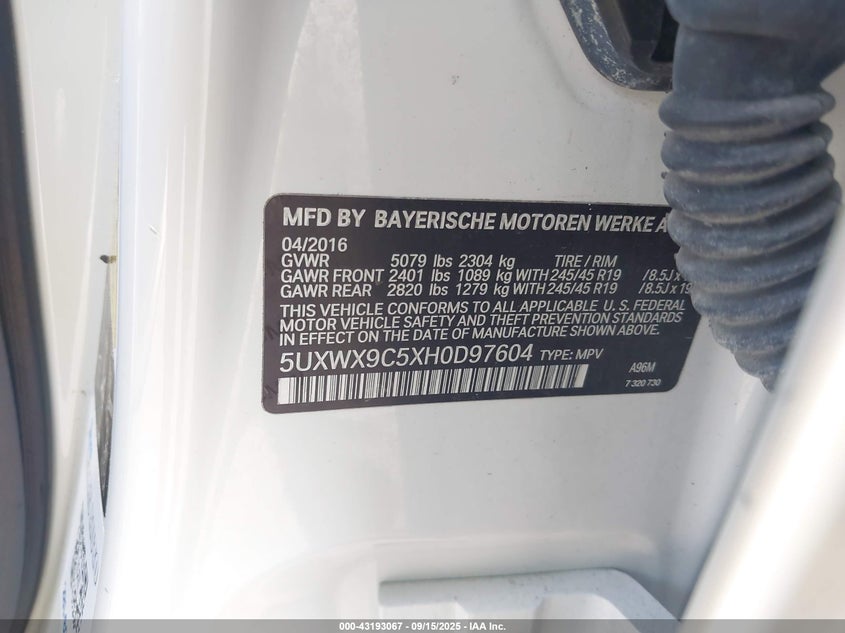 MFD BY BAYERISCHE MOTOREN WERKE A
04/2016
GVWR 5079 lbs 2304 kg TIRE / RIM
GAWR FRONT 2401 lbs 1089 kg WITH 245/45 R19 /8.5J x
GAWR REAR 2820 lbs 1279 kg WITH 245/45 R19 /8.5J x 19
THIS VEHICLE CONFORMS TO ALL APPLICABLE U.S. FEDERAL
MOTOR VEHICLE SAFETY AND THEFT PREVENTION STANDARDS
IN EFFECT ON THE DATE OF MANUFACTURE SHOWN ABOVE.
5UXWX9C5XH0D97604 TYPE: MPV
A96M
7 320 730
000-43193067 - 09/15/2025 - IAA Inc.